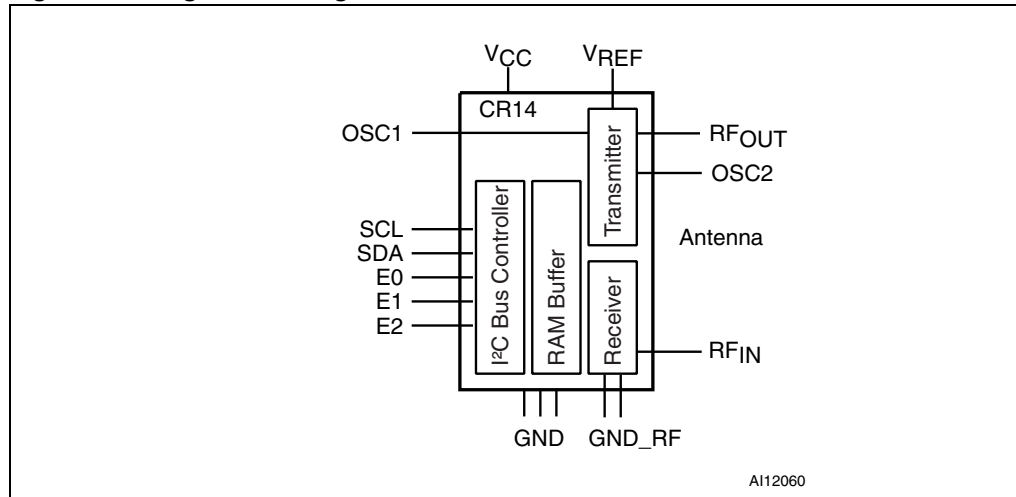 VCC
VREF
CR14
OSC1
RFOUT
OSC2
Transmitter
SCL
SDA
E0
E1
E2
I²C Bus Controller
RAM Buffer
Antenna
Receiver
RFIN
GND
GND_RF
AI12060